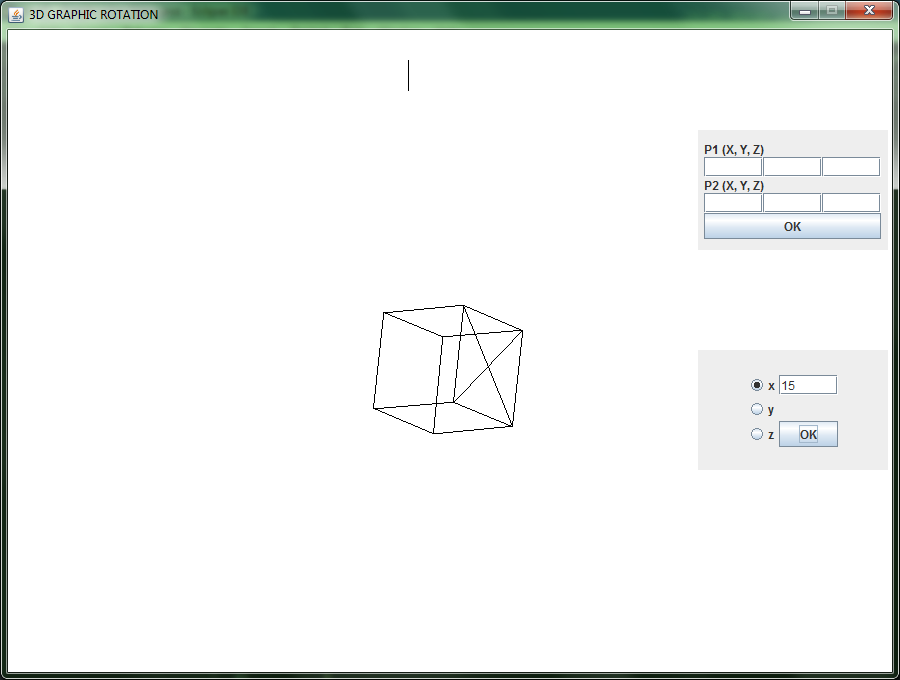 3D GRAPHIC ROTATION
P1 (X, Y, Z)
P2 (X, Y, Z)
OK
x 15
y
z OK